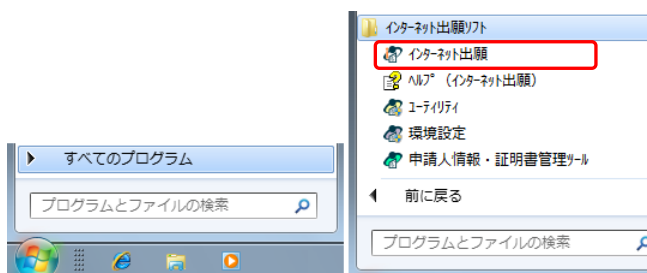 すべてのプログラム
プログラムとファイルの検索
インターネット出願ソフト
インターネット出願
ヘルプ (インターネット出願)
ユーティリティ
環境設定
申請人情報・証明書管理ツール
前に戻る
プログラムとファイルの検索